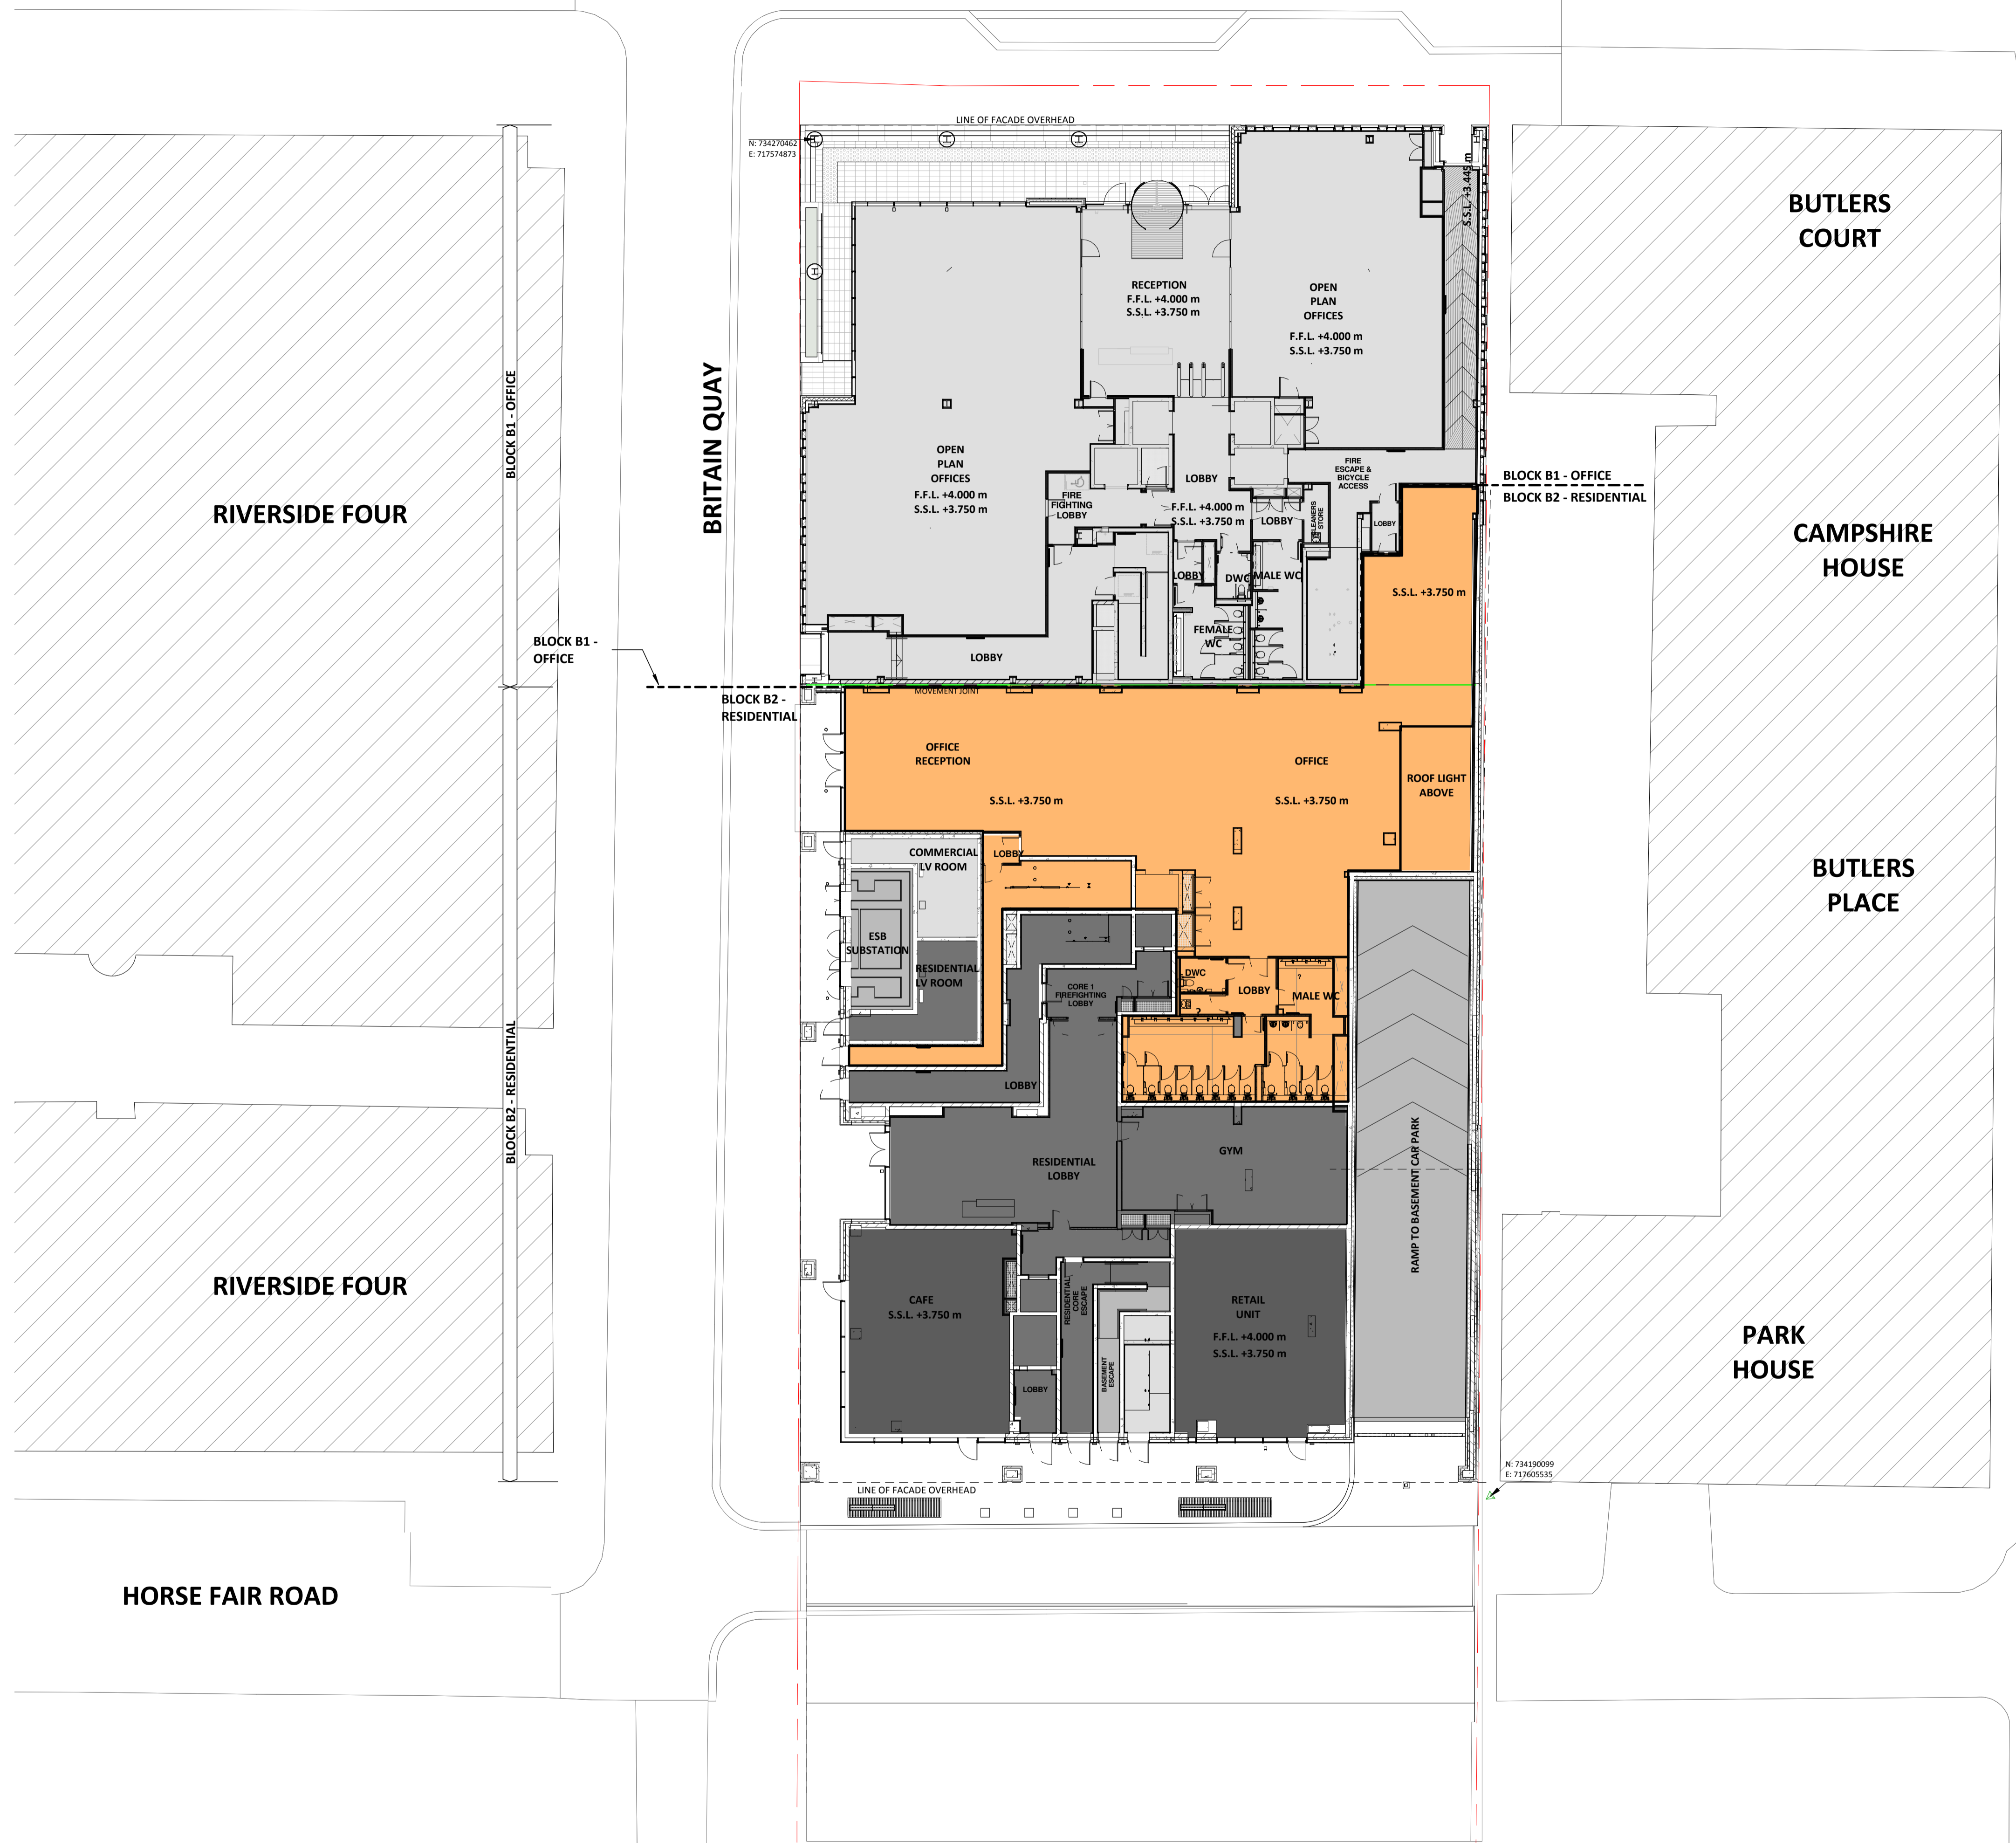 LINE OF FACADE OVERHEAD
N: 734270462
E: 717574873
S.S.L. +3.445 m
BUTLERS
COURT
RECEPTION
F.F.L. +4.000 m
S.S.L. +3.750 m
OPEN
PLAN
OFFICES
F.F.L. +4.000 m
S.S.L. +3.750 m
BLOCK B1 - OFFICE
BRITAIN QUAY
OPEN
PLAN
OFFICES
F.F.L. +4.000 m
S.S.L. +3.750 m
RIVERSIDE FOUR
FIRE
FIGHTING
LOBBY
LOBBY
F.F.L. +4.000 m
S.S.L. +3.750 m
LOBBY
CLEANERS
STORE
FIRE
ESCAPE &
BICYCLE
ACCESS
LOBBY
BLOCK B1 - OFFICE
BLOCK B2 - RESIDENTIAL
CAMPSHIRE
HOUSE
LOBBY
DWC
MALE WC
FEMALE
WC
S.S.L. +3.750 m
BLOCK B1 -
OFFICE
LOBBY
MOVEMENT JOINT
BLOCK B2 -
RESIDENTIAL
OFFICE
RECEPTION
S.S.L. +3.750 m
OFFICE
S.S.L. +3.750 m
ROOF LIGHT
ABOVE
COMMERCIAL
LV ROOM
LOBBY
BUTLERS
PLACE
ESB
SUBSTATION
RESIDENTIAL
LV ROOM
CORE 1
FIREFIGHTING
LOBBY
DWC
LOBBY
MALE WC
?
?
LOBBY
BLOCK B2 - RESIDENTIAL
RESIDENTIAL
LOBBY
GYM
RAMP TO BASEMENT CAR PARK
RIVERSIDE FOUR
CAFE
S.S.L. +3.750 m
RESIDENTIAL
CORE
ESCAPE
BASEMENT
ESCAPE
LOBBY
RETAIL
UNIT
F.F.L. +4.000 m
S.S.L. +3.750 m
PARK
HOUSE
N: 734190099
E: 717605535
LINE OF FACADE OVERHEAD
HORSE FAIR ROAD